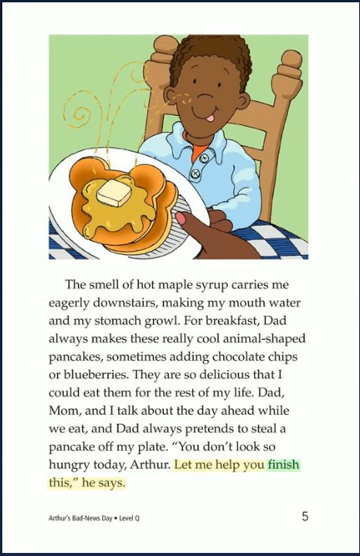 The smell of hot maple syrup carries me
eagerly downstairs, making my mouth water
and my stomach growl. For breakfast, Dad
always makes these really cool animal-shaped
pancakes, sometimes adding chocolate chips
or blueberries. They are so delicious that I
could eat them for the rest of my life. Dad,
Mom, and I talk about the day ahead while
we eat, and Dad always pretends to steal a
pancake off my plate. “You don’t look so
hungry today, Arthur. Let me help you finish
this,” he says.
Arthur’s Bad-News Day • Level Q
5